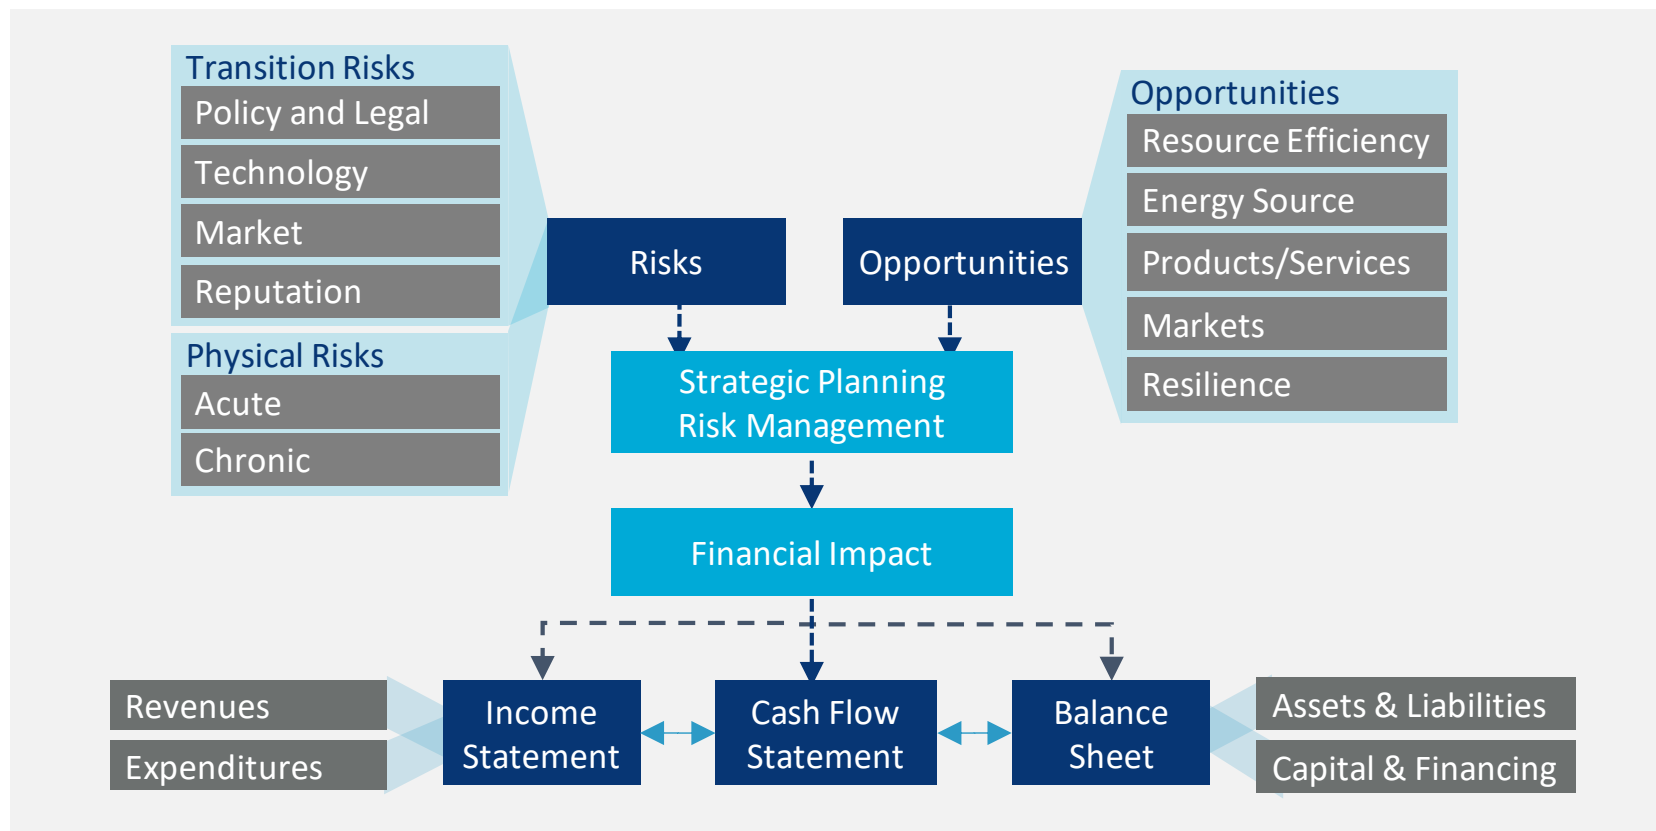 Transition Risks
Policy and Legal
Technology
Market
Reputation
Physical Risks
Acute
Chronic
Risks
Opportunities
Opportunities
Resource Efficiency
Energy Source
Products/Services
Markets
Resilience
Strategic Planning
Risk Management
Financial Impact
Revenues
Expenditures
Income
Statement
Cash Flow
Statement
Balance
Sheet
Assets & Liabilities
Capital & Financing